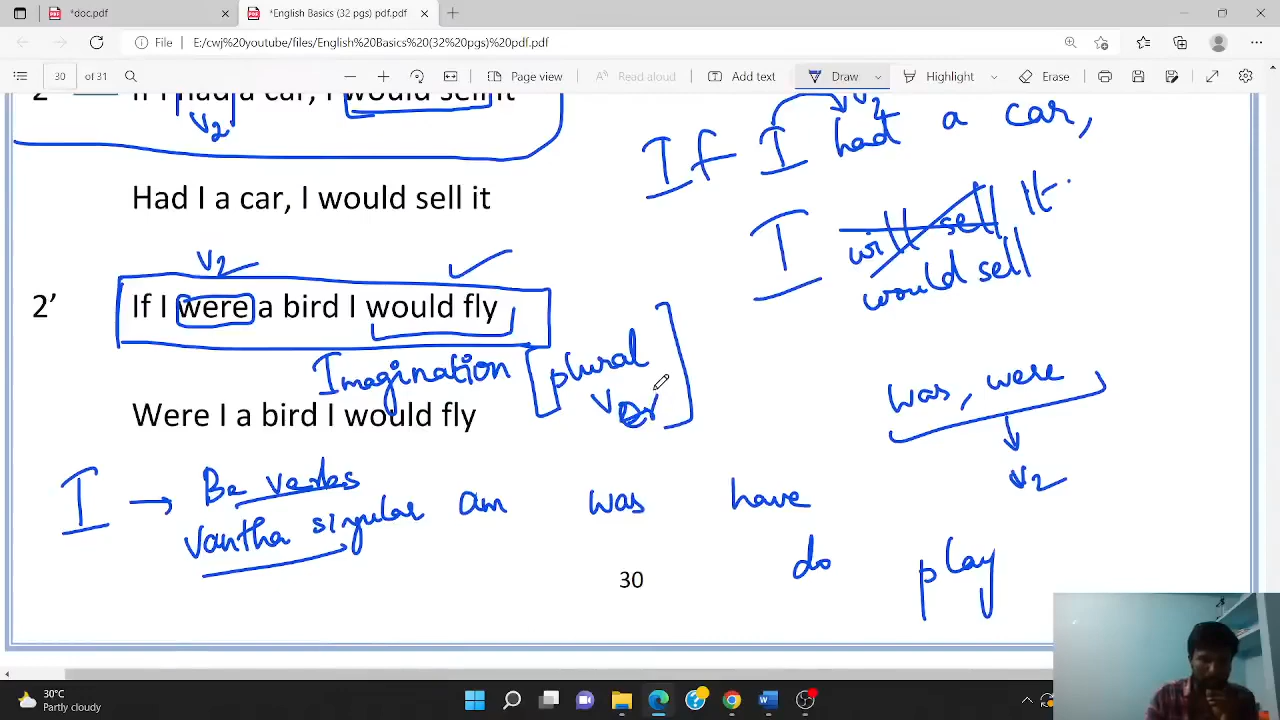 *doc.pdf
*English Basics (32 pgs) pdf.pdf
File
E:/cwj%20youtube/files/English%20Basics%20(32%20pgs)%20pdf.pdf
30 of 31
Page view
Read aloud
Add text
Draw
Highlight
Erase
2 If I had a car, I would sell it
V2
V2
If I had a car,
Had I a car, I would sell it
I will sell it.
would sell
V2
2’ If I were a bird I would fly
Imagination [plural
V
was, were
Were I a bird I would fly
V2
I → Be verbs
vantha singular am was have
do play
30
30°C
Partly cloudy